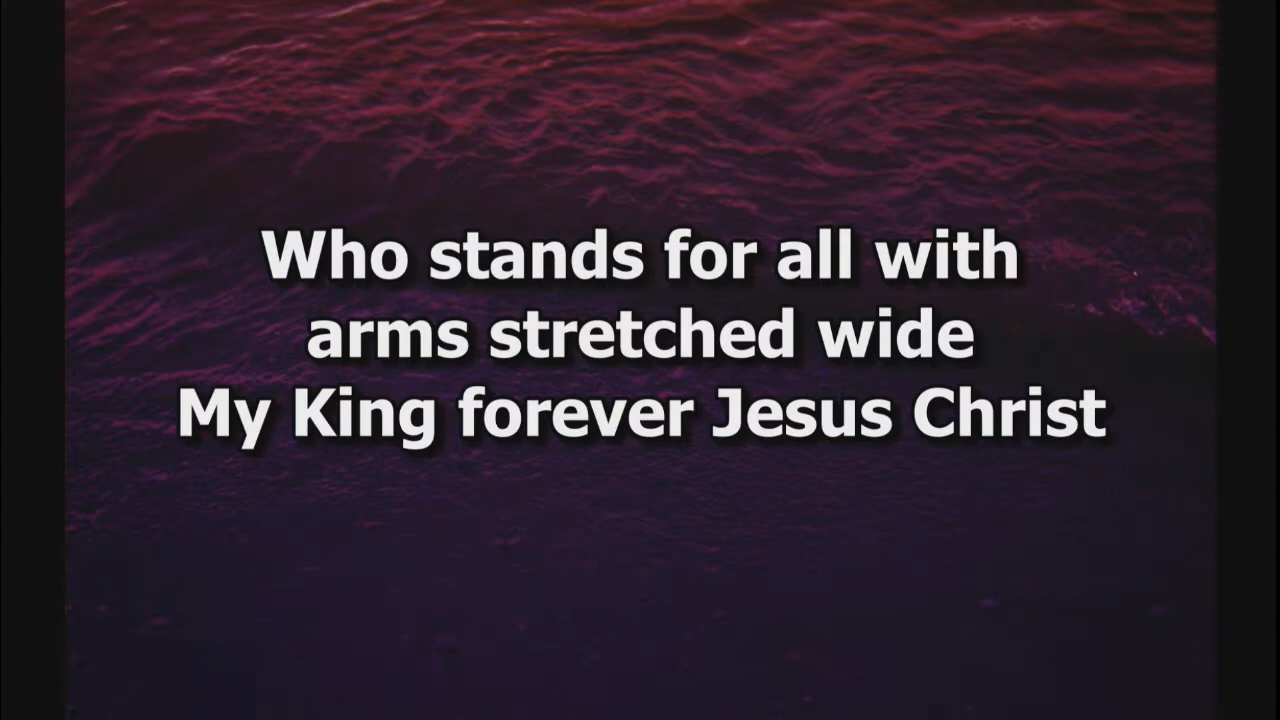 Who stands for all with
arms stretched wide
My King forever Jesus Christ